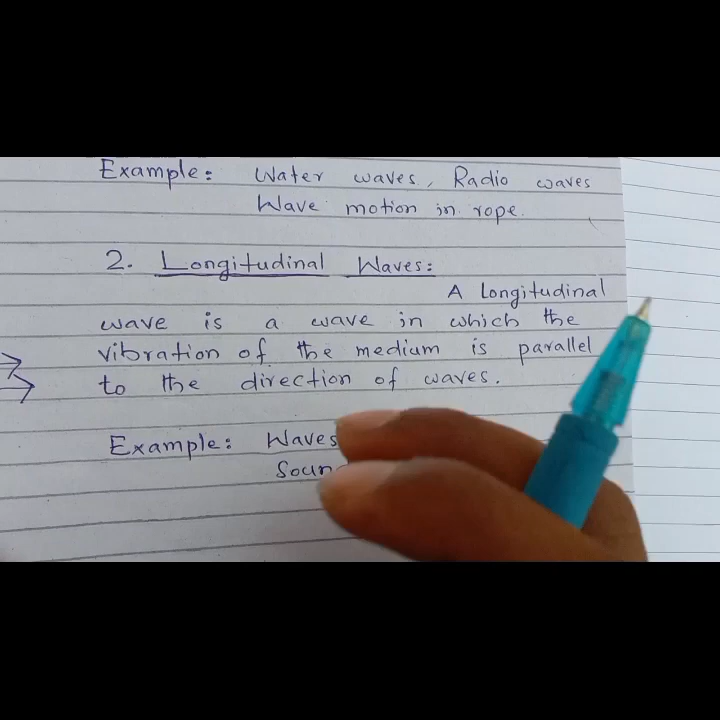 Example: Water waves, Radio waves
Wave motion in rope.
2. Longitudinal Waves:
A Longitudinal
wave is a wave in which the
vibration of the medium is parallel
to the direction of waves.
Example: Waves